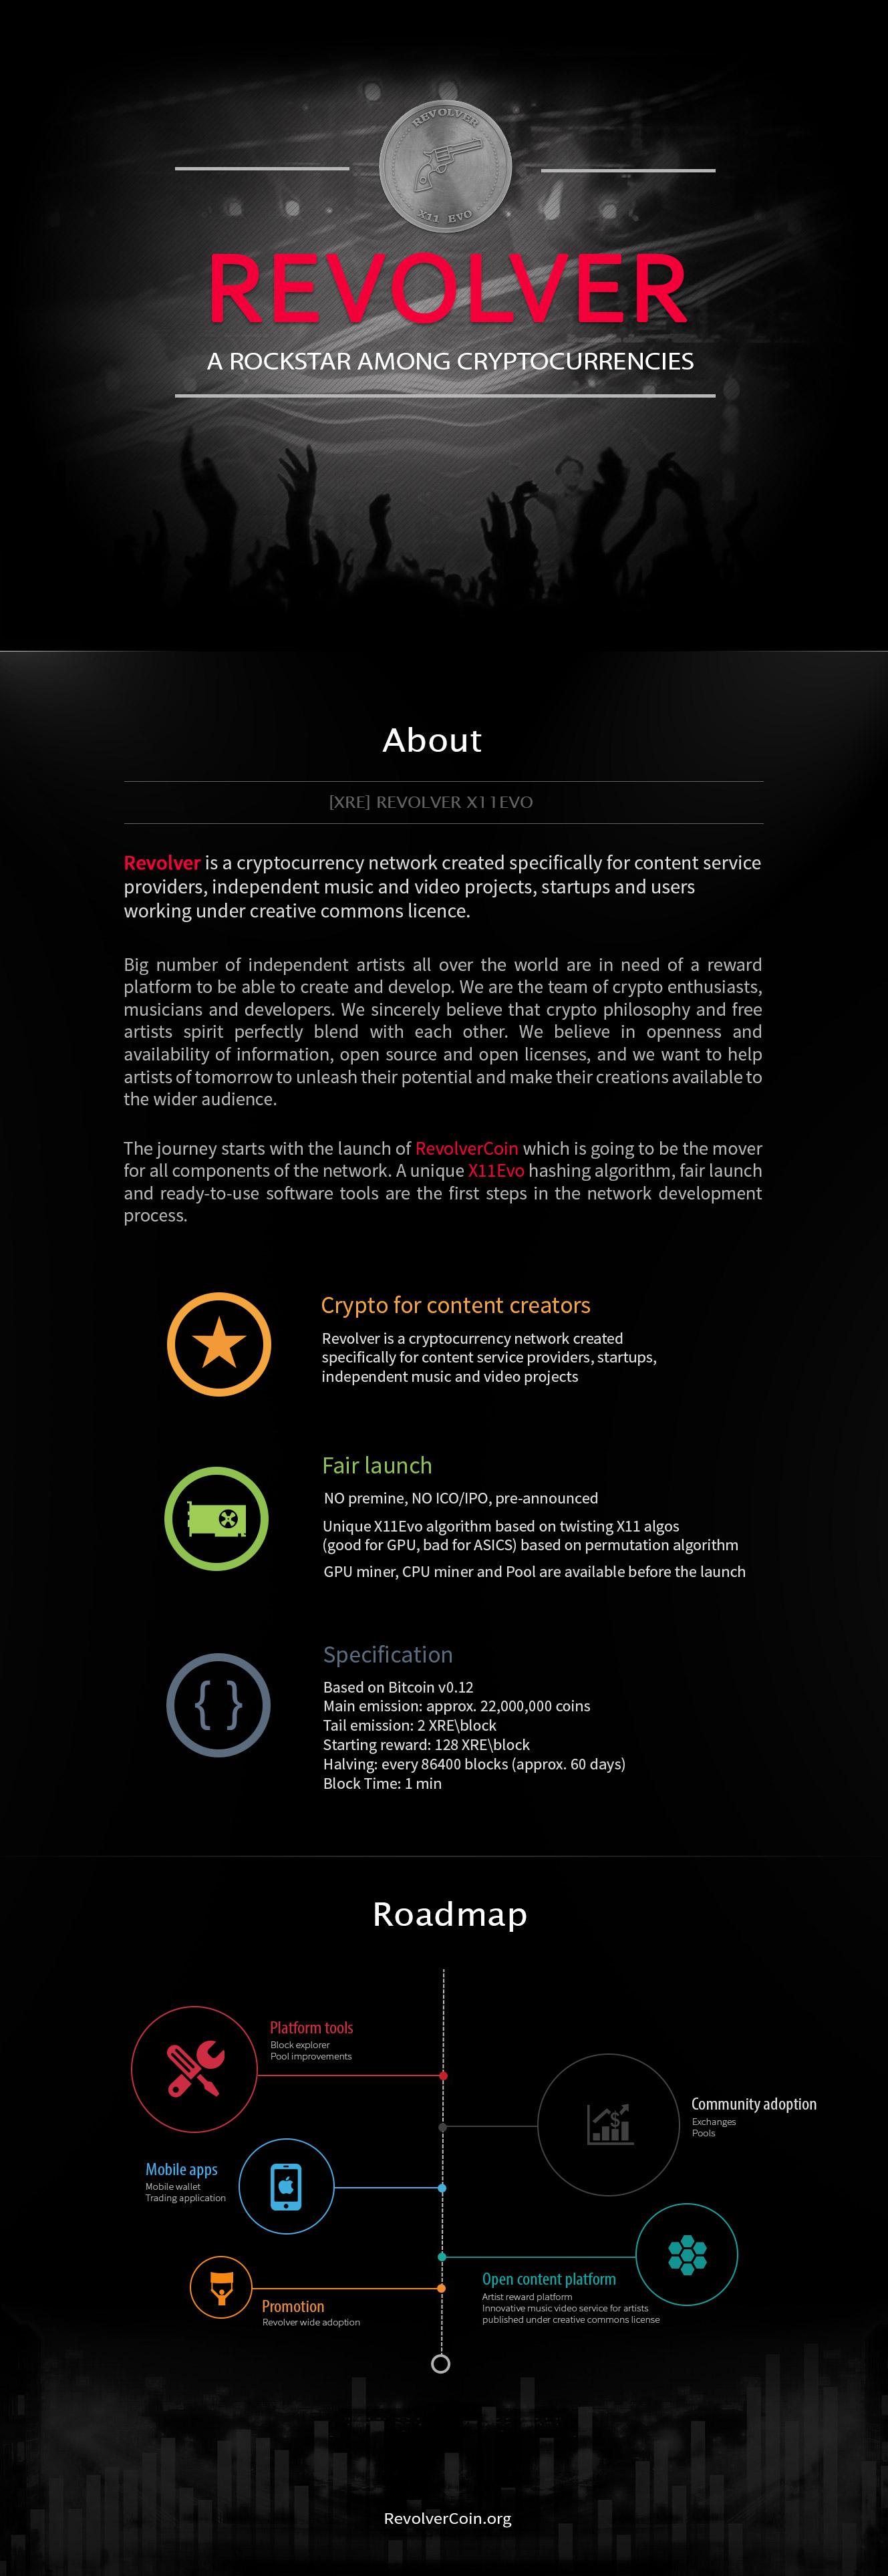 REVOLVER
X11 EVO
REVOLVER
A ROCKSTAR AMONG CRYPTOCURRENCIES
About
[XRE] REVOLVER X11EVO
Revolver is a cryptocurrency network created specifically for content service
providers, independent music and video projects, startups and users
working under creative commons licence.
Big number of independent artists all over the world are in need of a reward
platform to be able to create and develop. We are the team of crypto enthusiasts,
musicians and developers. We sincerely believe that crypto philosophy and free
artists spirit perfectly blend with each other. We believe in openness and
availability of information, open source and open licenses, and we want to help
artists of tomorrow to unleash their potential and make their creations available to
the wider audience.
The journey starts with the launch of RevolverCoin which is going to be the mover
for all components of the network. A unique X11Evo hashing algorithm, fair launch
and ready-to-use software tools are the first steps in the network development
process.
Crypto for content creators
Revolver is a cryptocurrency network created
specifically for content service providers, startups,
independent music and video projects
Fair launch
NO premine, NO ICO/IPO, pre-announced
Unique X11Evo algorithm based on twisting X11 algos
(good for GPU, bad for ASICS) based on permutation algorithm
GPU miner, CPU miner and Pool are available before the launch
Specification
{ }
Based on Bitcoin v0.12
Main emission: approx. 22,000,000 coins
Tail emission: 2 XRE\block
Starting reward: 128 XRE\block
Halving: every 86400 blocks (approx. 60 days)
Block Time: 1 min
Roadmap
Platform tools
Block explorer
Pool improvements
$
Community adoption
Exchanges
Pools
Mobile apps
Mobile wallet
Trading application
Open content platform
Artist reward platform
Innovative music video service for artists
published under creative commons license
Promotion
Revolver wide adoption
RevolverCoin.org